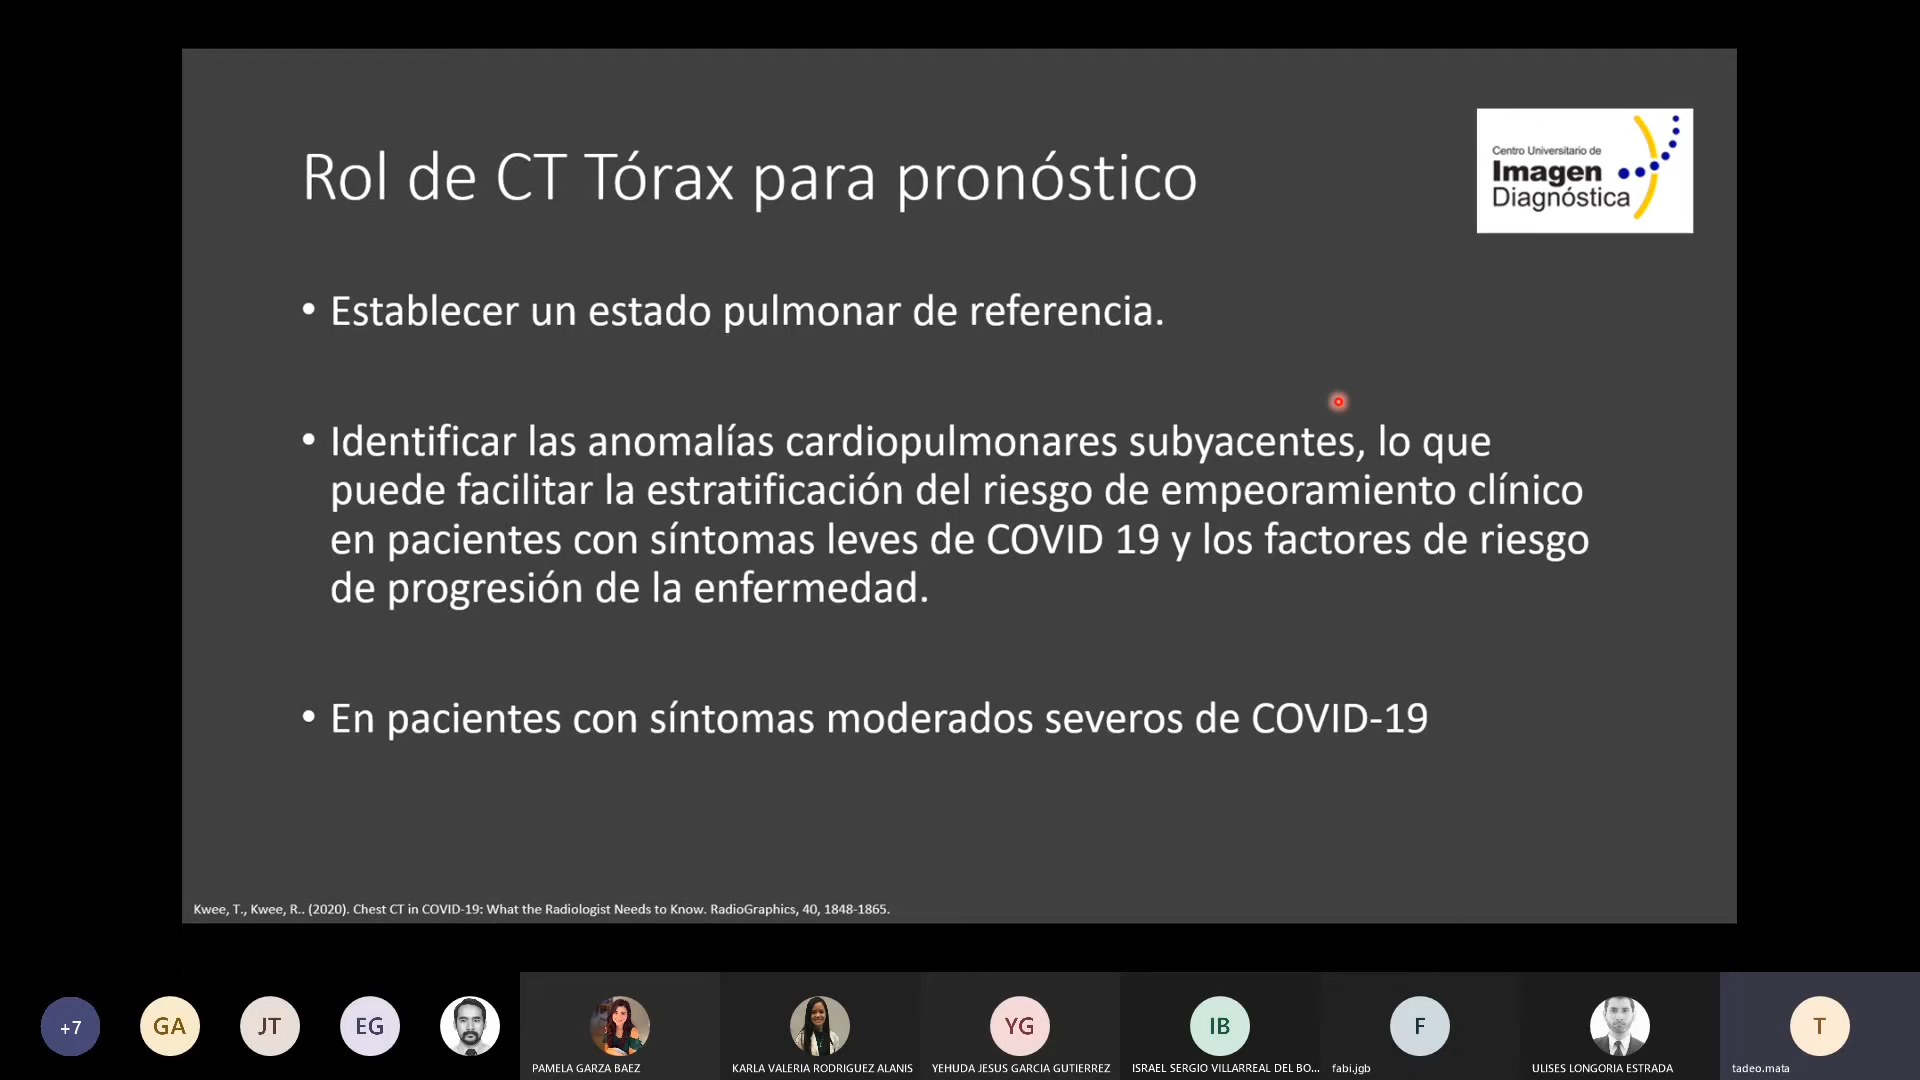 Rol de CT Tórax para pronóstico
Centro Universitario de
Imagen
Diagnóstica
• Establecer un estado pulmonar de referencia.
• Identificar las anomalías cardiopulmonares subyacentes, lo que
puede facilitar la estratificación del riesgo de empeoramiento clínico
en pacientes con síntomas leves de COVID 19 y los factores de riesgo
de progresión de la enfermedad.
• En pacientes con síntomas moderados severos de COVID-19
Kwee, T., Kwee, R.. (2020). Chest CT in COVID-19: What the Radiologist Needs to Know. RadioGraphics, 40, 1848-1865.
+7
GA
JT
EG
YG
IB
F
T
PAMELA GARZA BAEZ
KARLA VALERIA RODRIGUEZ ALANIS
YEHUDA JESUS GARCIA GUTIERREZ
ISRAEL SERGIO VILLARREAL DEL BO...
fabi.jgb
ULISES LONGORIA ESTRADA
tadeo.mata